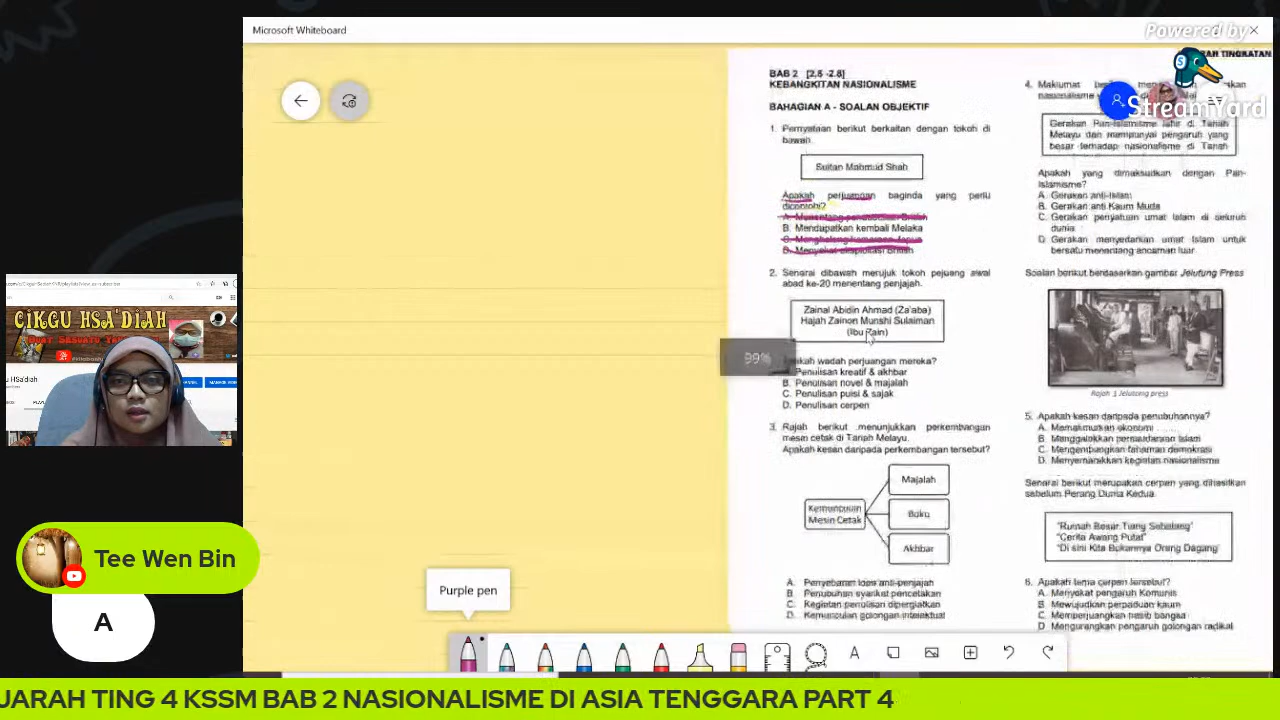 Microsoft Whiteboard
Powered by
StreamYard
BAB 2 [2.5 -2.8]
KEBANGKITAN NASIONALISME
BAHAGIAN A - SOALAN OBJEKTIF
1. Pernyataan berikut berkaitan dengan tokoh di
bawah.
Sultan Mahmud Shah
Apakah perjuangan baginda yang perlu
dicontohi?
B. Mendapatkan kembali Melaka
2. Senarai dibawah merujuk tokoh pejuang awal
abad ke-20 menentang penjajah.
Zainal Abidin Ahmad (Za'aba)
Hajah Zainon Munshi Sulaiman
(Ibu Zain)
99%
wadah perjuangan mereka?
Penulisan kreatif & akhbar
B. Penulisan novel & majalah
C. Penulisan puisi & sajak
D. Penulisan cerpen
3. Rajah berikut menunjukkan perkembangan
mesin cetak di Tanah Melayu.
Apakah kesan daripada perkembangan tersebut?
Kemunculan
Mesin Cetak
Majalah
Buku
Akhbar
A. Penyebaran idea anti-penjajah
B. Penubuhan syarikat pencetakan
C. Kegiatan penulisan dipergiatkan
D. Kemunculan golongan intelektual
4. Maklumat
nasionalisme
Gerakan Pan-Islamisme lahir di Tanah
Melayu dan mempunyai pengaruh yang
besar terhadap nasionalisme di Tanah
Apakah yang dimaksudkan dengan Pan-
Islamisme?
A. Gerakan anti-Islam
B. Gerakan anti Kaum Muda
C. Gerakan penyatuan umat Islam di seluruh
dunia
D. Gerakan menyedarkan umat Islam untuk
bersatu menentang ancaman luar
Soalan berikut berdasarkan gambar Jelutong Press
Rajah 3 Jelutong press
5. Apakah kesan daripada penubuhannya?
A. Memakmurkan ekonomi
B. Menggalakkan persaudaraan Islam
C. Mengembangkan fahaman demokrasi
D. Menyemarakkan kegiatan nasionalisme
Senarai berikut merupakan cerpen yang dihasilkan
sebelum Perang Dunia Kedua.
"Rumah Besar Tiang Sebatang"
"Cerita Awang Putat"
"Di sini Kita Bukannya Orang Dagang"
6. Apakah tema cerpen tersebut?
A. Menyekat pengaruh Komunis
B. Mewujudkan perpaduan kaum
C. Memperjuangkan nasib bangsa
D. Mengurangkan pengaruh golongan radikal
CIKGU HSA'DIAH
HSa'diah
Tee Wen Bin
A
Purple pen
JARAH TING 4 KSSM BAB 2 NASIONALISME DI ASIA TENGGARA PART 4